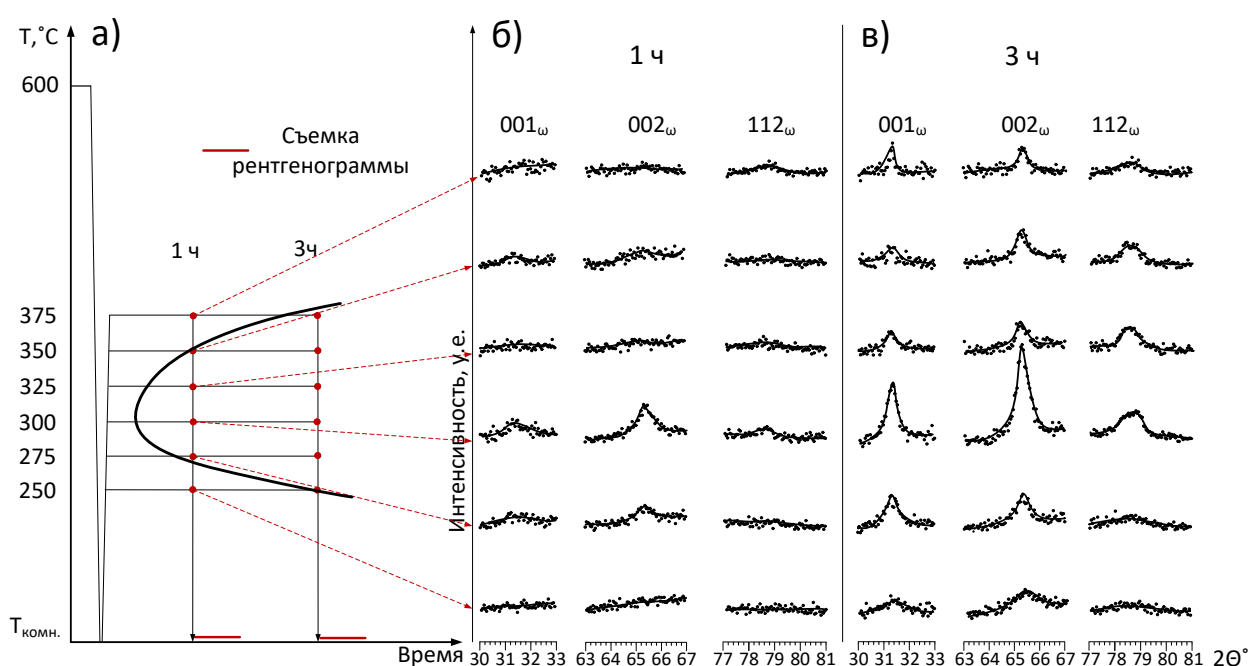 T,˚C
а)
600
Съемка
рентгенограммы
1 ч
3ч
375
350
325
300
275
250
Tкомн.
Время
б)
1 ч
Интенсивность, у.е.
001ω
002ω
112ω
30 31 32 33
63 64 65 66 67
77 78 79 80 81
в)
3 ч
001ω
002ω
112ω
30 31 32 33
63 64 65 66 67
77 78 79 80 81
2Θ˚